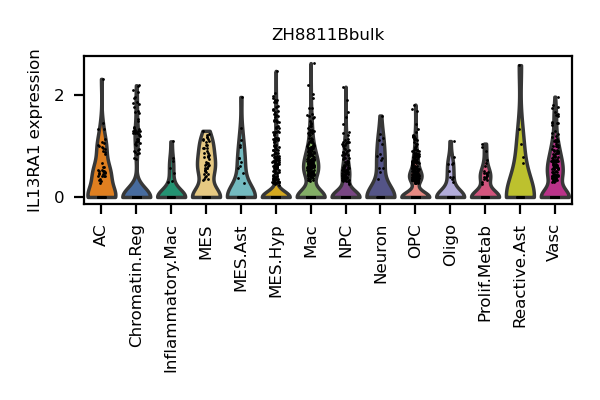 ZH8811Bbulk
IL13RA1 expression
2
0
AC
Chromatin.Reg
Inflammatory.Mac
MES
MES.Ast
MES.Hyp
Mac
NPC
Neuron
OPC
Oligo
Prolif.Metab
Reactive.Ast
Vasc